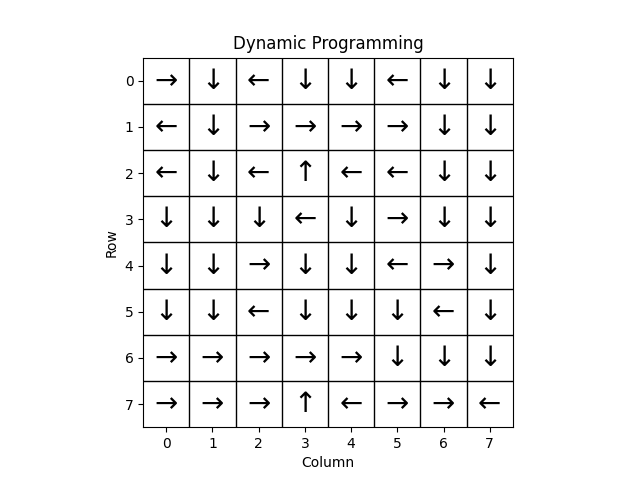 Dynamic Programming
0 → ↓ ← ↓ ↓ ← ↓ ↓
1 ← ↓ → → → → ↓ ↓
2 ← ↓ ← ↑ ← ← ↓ ↓
3 ↓ ↓ ↓ ← ↓ → ↓ ↓
4 ↓ ↓ → ↓ ↓ ← → ↓
5 ↓ ↓ ← ↓ ↓ ↓ ← ↓
6 → → → → → ↓ ↓ ↓
7 → → → ↑ ← → → ←
0 1 2 3 4 5 6 7
Column
Row